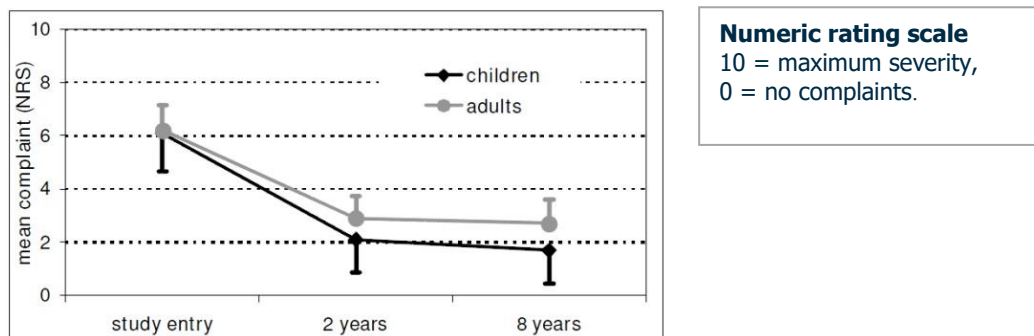 10
8
6
4
2
0
mean complaint (NRS)
children
adults
study entry
2 years
8 years
Numeric rating scale
10 = maximum severity,
0 = no complaints.